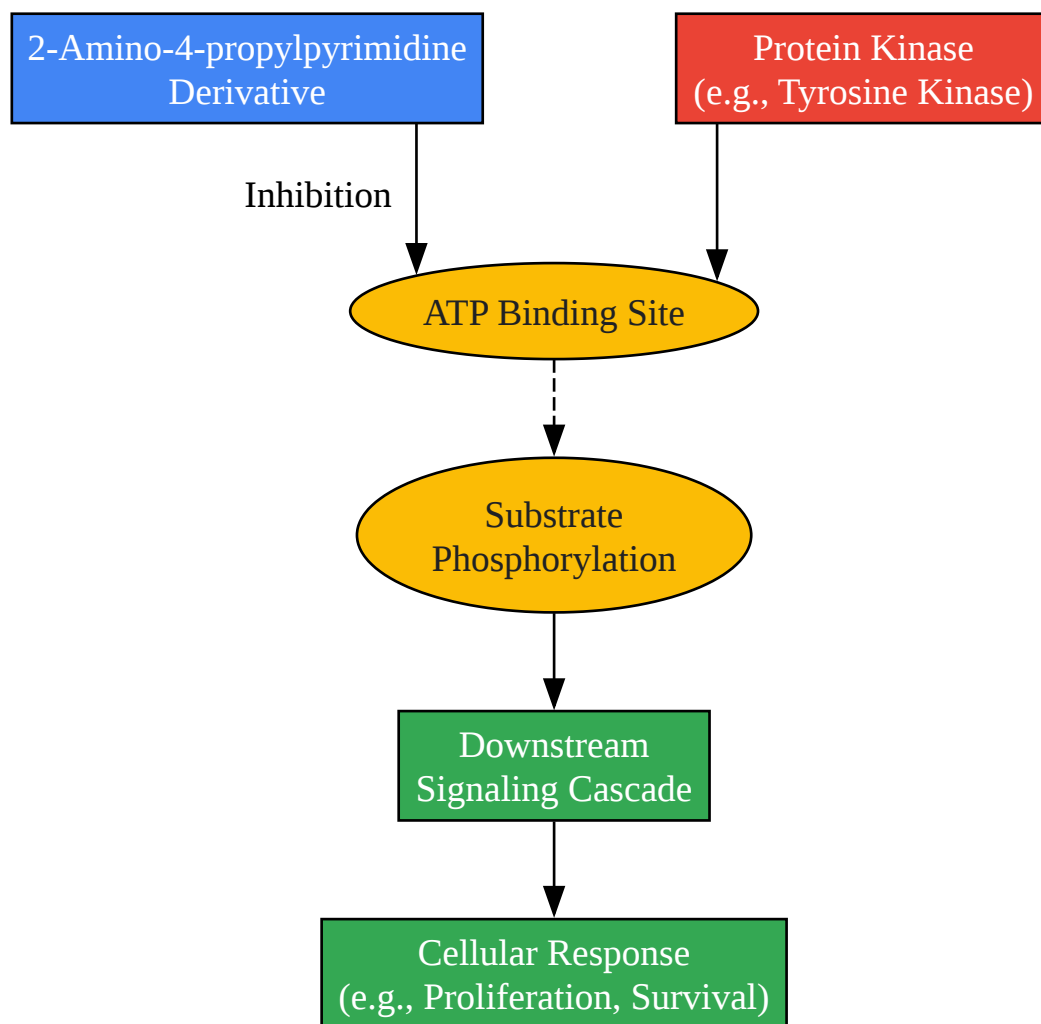 2-Amino-4-propylpyrimidine
Derivative
Protein Kinase
(e.g., Tyrosine Kinase)
Inhibition
ATP Binding Site
Substrate
Phosphorylation
Downstream
Signaling Cascade
Cellular Response
(e.g., Proliferation, Survival)